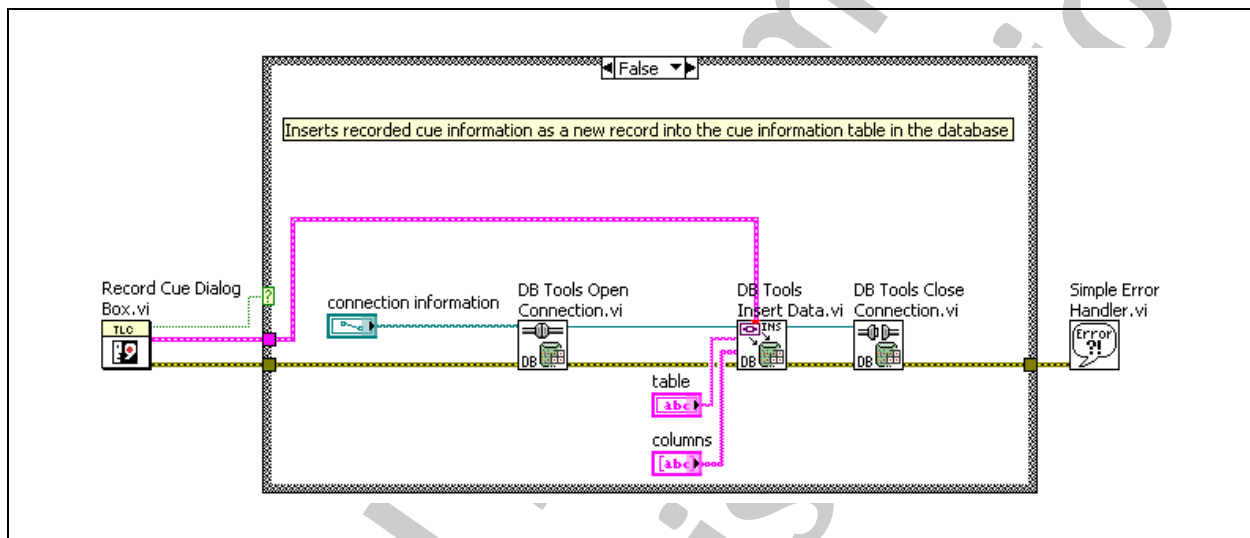 False
Inserts recorded cue information as a new record into the cue information table in the database
Record Cue Dialog
Box.vi
TLC
?
connection information
DB Tools Open
Connection.vi
DB
DB Tools
Insert Data.vi
INS
DB
DB Tools Close
Connection.vi
DB
Simple Error
Handler.vi
Error
?!
table
abc
columns
[abc]